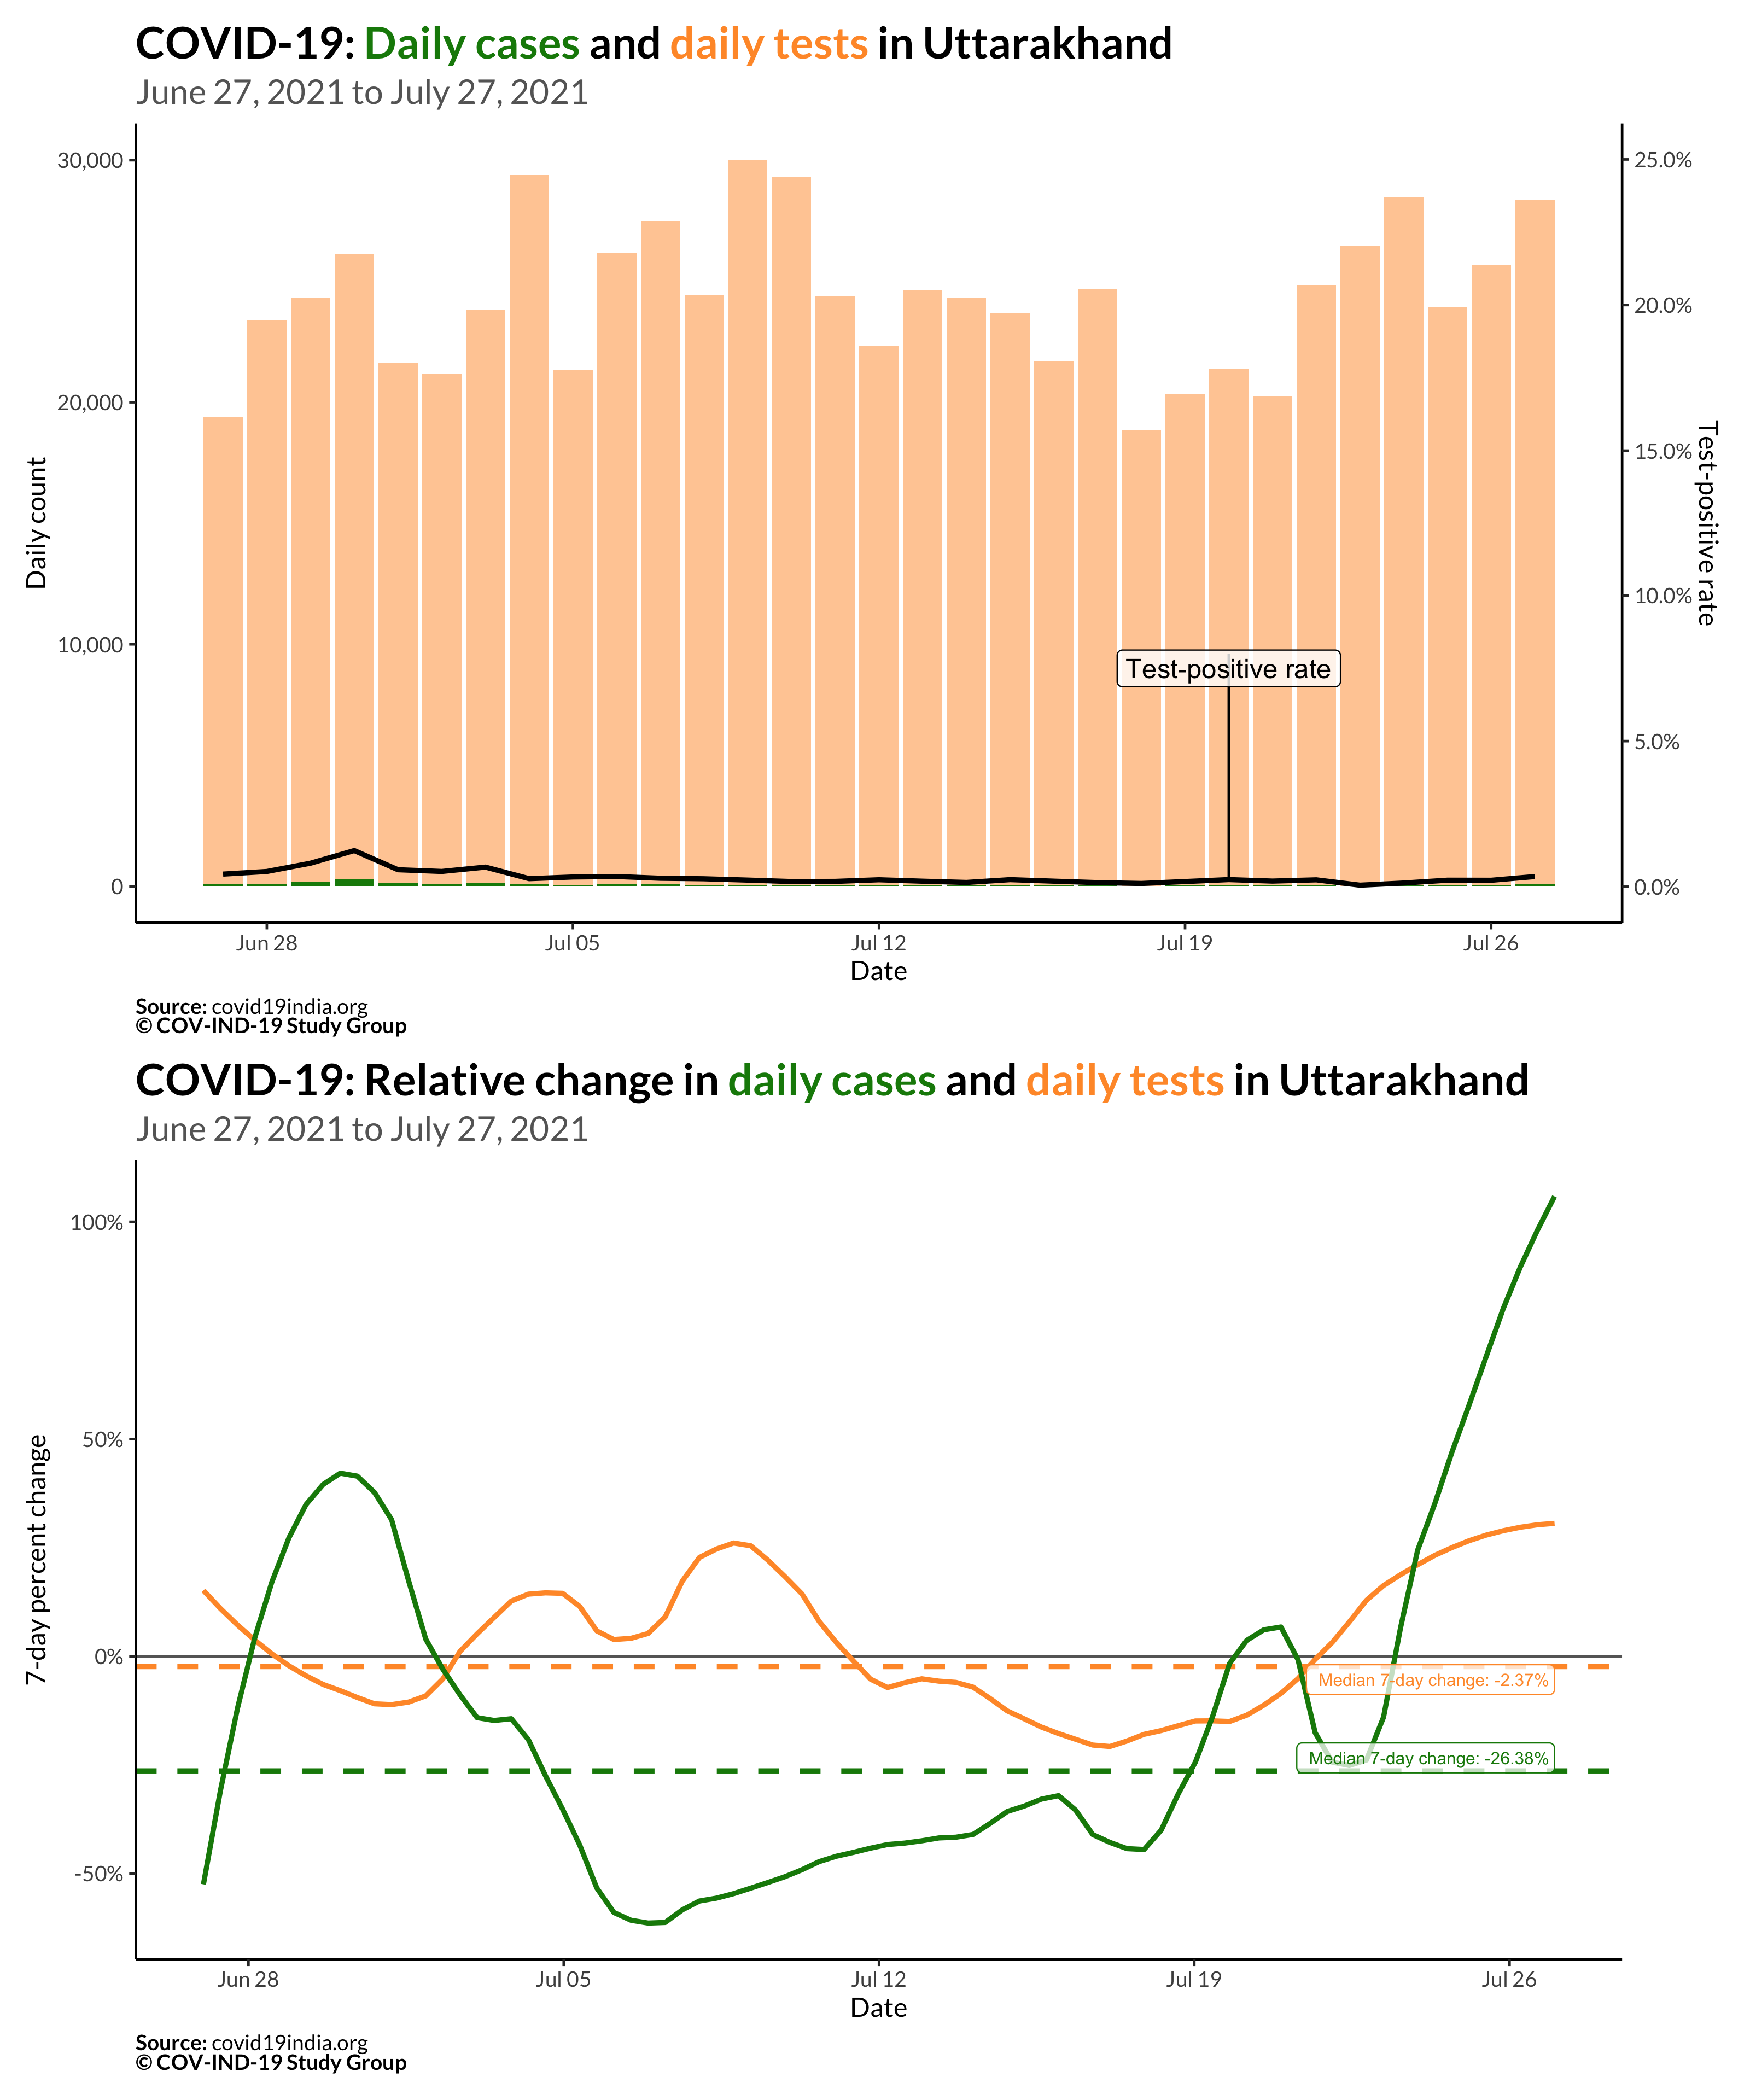 COVID-19: Daily cases and daily tests in Uttarakhand
June 27, 2021 to July 27, 2021
30,000
20,000
10,000
0
Daily count
25.0%
20.0%
15.0%
10.0%
5.0%
0.0%
Test-positive rate
Test-positive rate
Jun 28
Jul 05
Jul 12
Jul 19
Jul 26
Date
Source: covid19india.org
© COV-IND-19 Study Group
COVID-19: Relative change in daily cases and daily tests in Uttarakhand
June 27, 2021 to July 27, 2021
100%
50%
0%
-50%
7-day percent change
Median 7-day change: -2.37%
Median 7-day change: -26.38%
Jun 28
Jul 05
Jul 12
Jul 19
Jul 26
Date
Source: covid19india.org
© COV-IND-19 Study Group